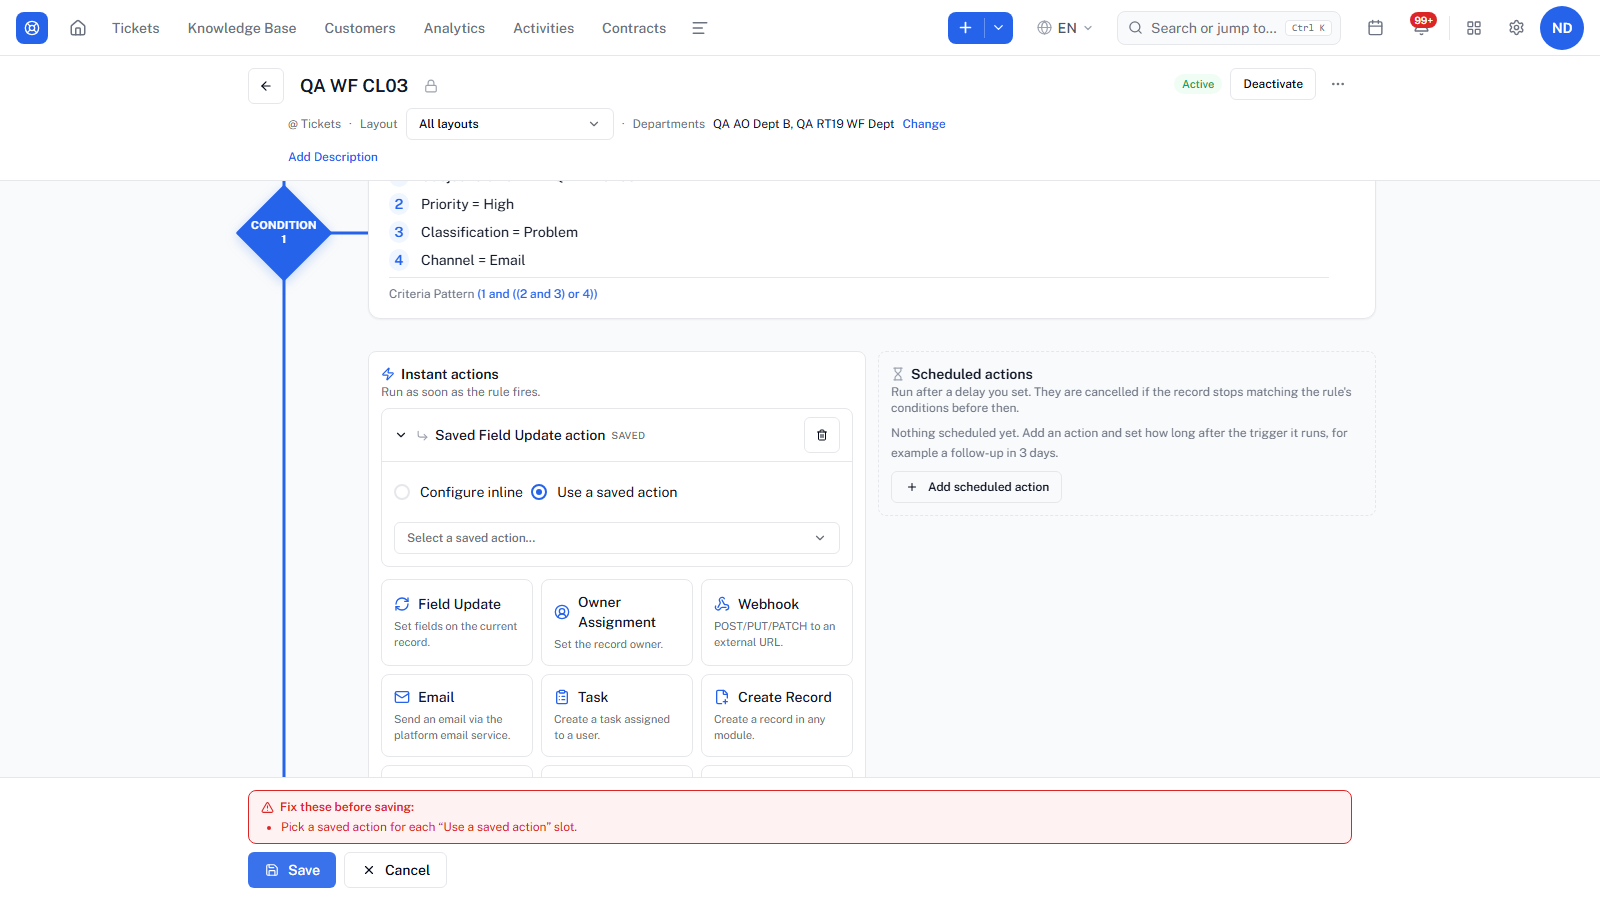 Tickets
Knowledge Base
Customers
Analytics
Activities
Contracts
EN
Search or jump to...
Ctrl K
99+
ND
QA WF CL03
Active
Deactivate
@ Tickets · Layout
All layouts
· Departments QA AO Dept B, QA RT19 WF Dept Change
Add Description
CONDITION
1
2 Priority = High
3 Classification = Problem
4 Channel = Email
Criteria Pattern (1 and ((2 and 3) or 4))
Instant actions
Run as soon as the rule fires.
Saved Field Update action SAVED
Configure inline
Use a saved action
Select a saved action...
Field Update
Set fields on the current
record.
Owner
Assignment
Set the record owner.
Webhook
POST/PUT/PATCH to an
external URL.
Email
Send an email via the
platform email service.
Task
Create a task assigned
to a user.
Create Record
Create a record in any
module.
Scheduled actions
Run after a delay you set. They are cancelled if the record stops matching the rule's
conditions before then.
Nothing scheduled yet. Add an action and set how long after the trigger it runs, for
example a follow-up in 3 days.
Add scheduled action
Fix these before saving:
• Pick a saved action for each “Use a saved action” slot.
Save
Cancel